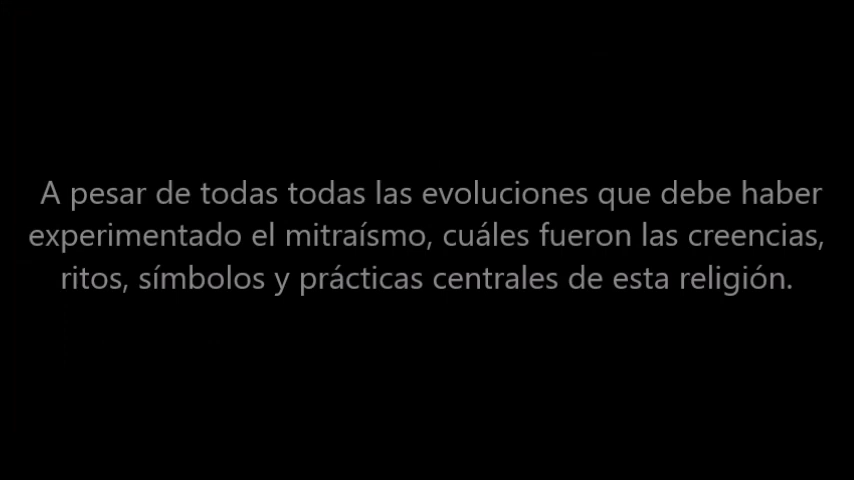 A pesar de todas todas las evoluciones que debe haber
experimentado el mitraísmo, cuáles fueron las creencias,
ritos, símbolos y prácticas centrales de esta religión.